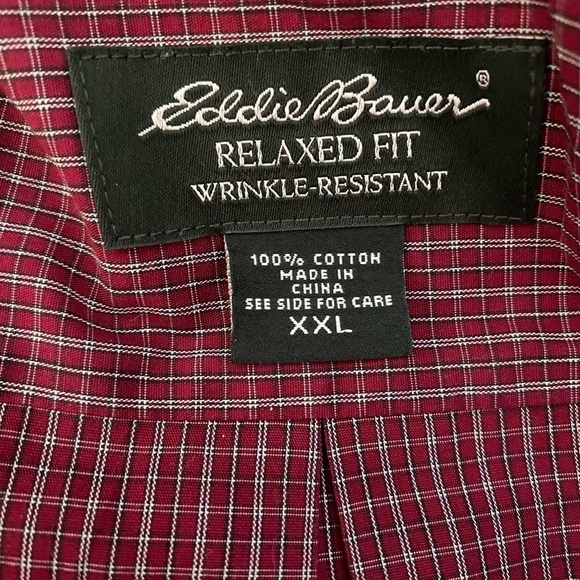 Eddie Bauer®
RELAXED FIT
WRINKLE-RESISTANT
100% COTTON
MADE IN
CHINA
SEE SIDE FOR CARE
XXL